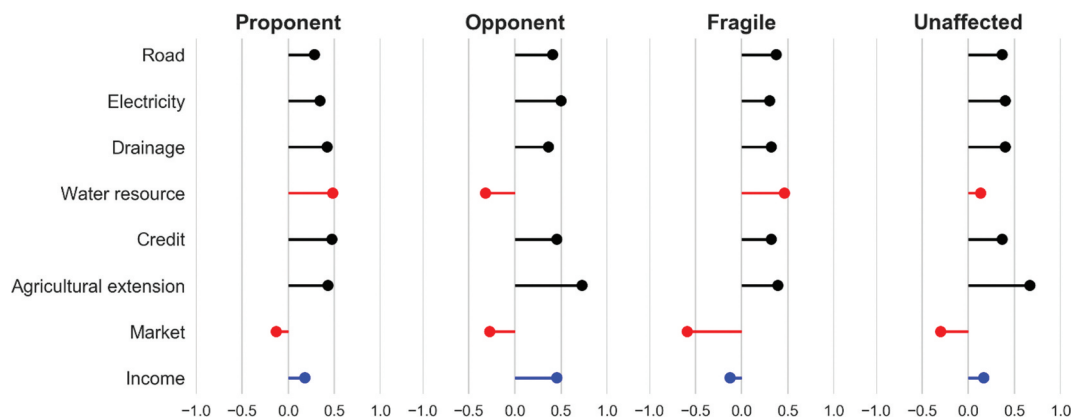 Proponent Opponent Fragile Unaffected
Road
Electricity
Drainage
Water resource
Credit
Agricultural extension
Market
Income
−1.0 −0.5 0.0 0.5 1.0 −1.0 −0.5 0.0 0.5 1.0 −1.0 −0.5 0.0 0.5 1.0 −1.0 −0.5 0.0 0.5 1.0